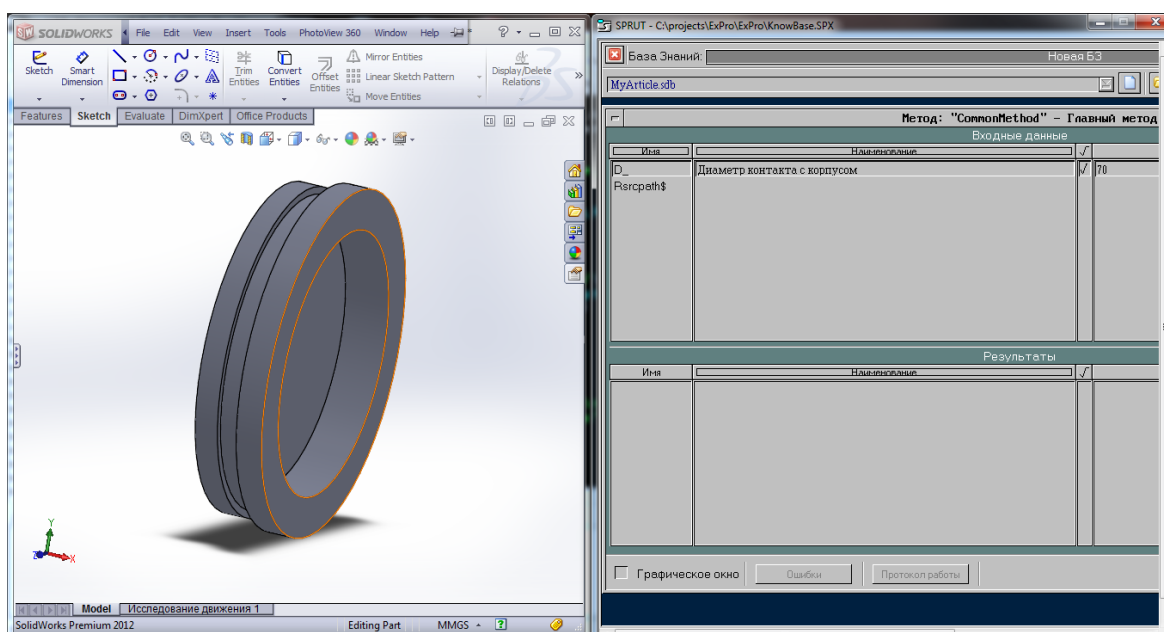 SOLIDWORKS File Edit View Insert Tools PhotoView 360 Window Help
Sketch Smart Dimension Trim Entities Convert Entities Offset Entities Mirror Entities Linear Sketch Pattern Move Entities Display/Delete Relations
Features Sketch Evaluate DimXpert Office Products
Y
Z X
Model Исследование движения 1
SolidWorks Premium 2012 Editing Part MMGS
SPRUT - C:\projects\ExPro\ExPro\KnowBase.SPX
База Знаний: Новая БЗ
MyArticle.sdb
Метод: "CommonMethod" - Главный метод
Входные данные
Имя Наименование √
D_ Диаметр контакта с корпусом √ 70
Rsrcpath$
Результаты
Имя Наименование √
Графическое окно Ошибки Протокол работы